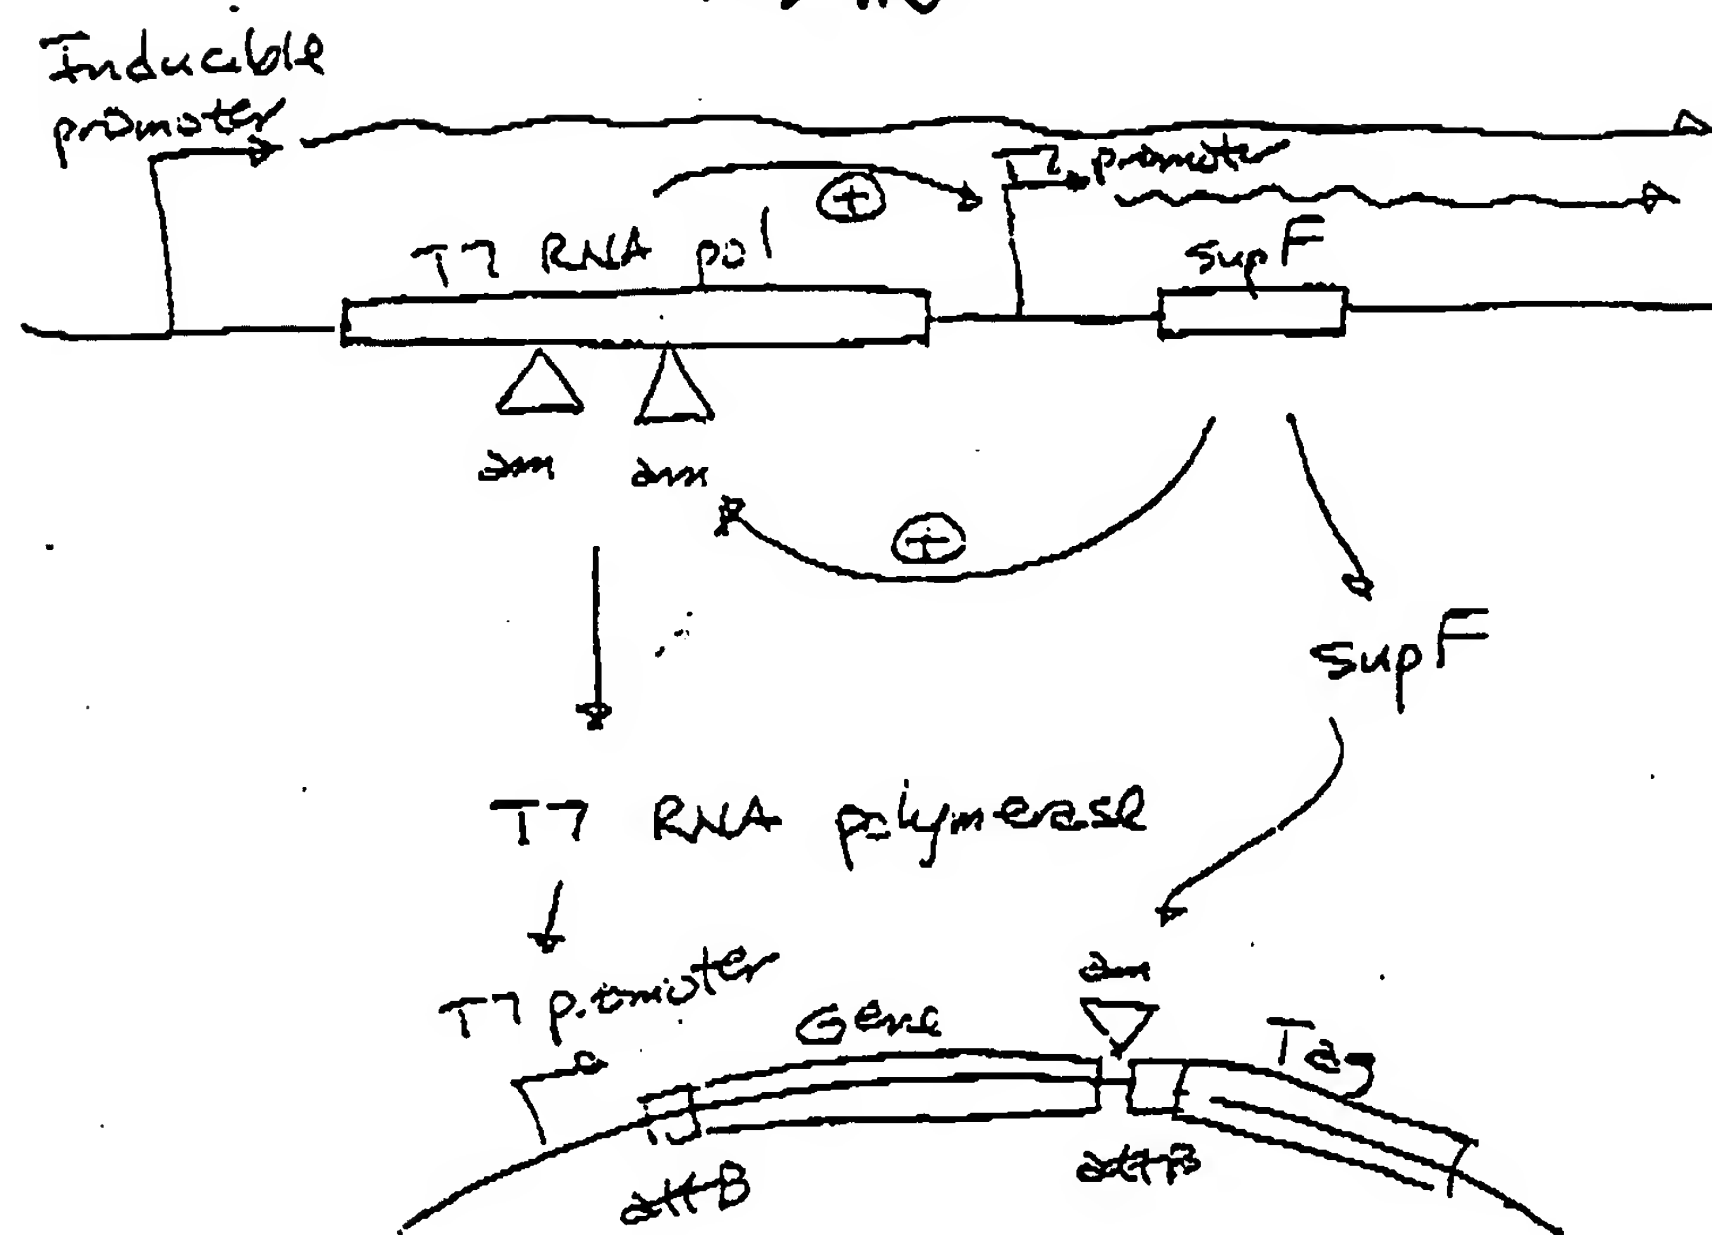 Inducible
promoter
T7 promoter
+
T7 RNA pol
supF
am am
+
supF
T7 RNA polymerase
am
T7 promoter
Gene
Tag
attB
attB